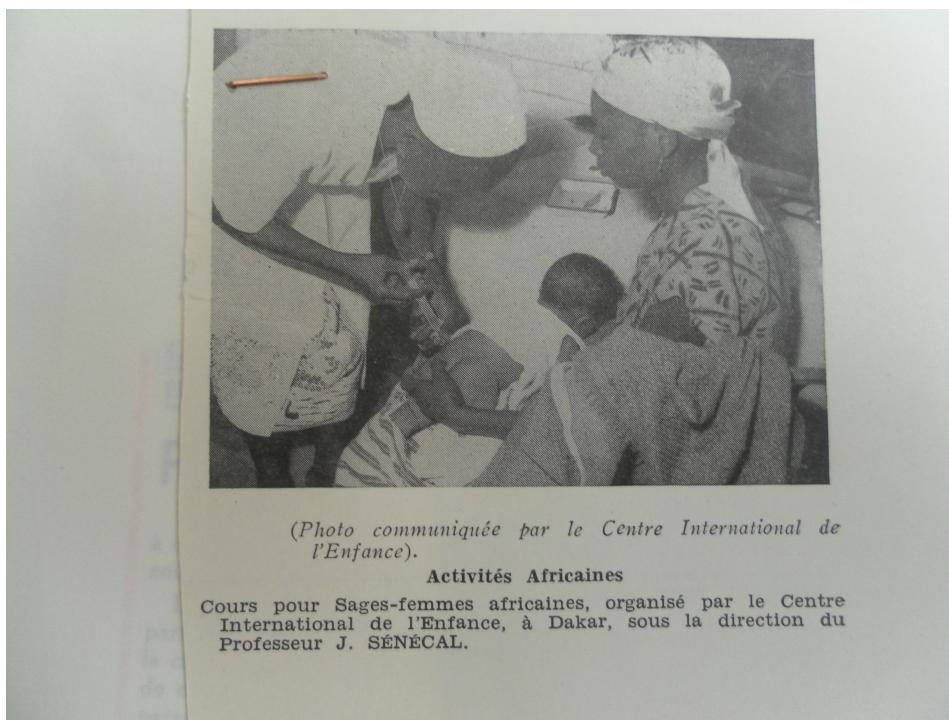 (Photo communiquée par le Centre International de
l'Enfance).
Activités Africaines
Cours pour Sages-femmes africaines, organisé par le Centre
International de l'Enfance, à Dakar, sous la direction du
Professeur J. SÉNÉCAL.